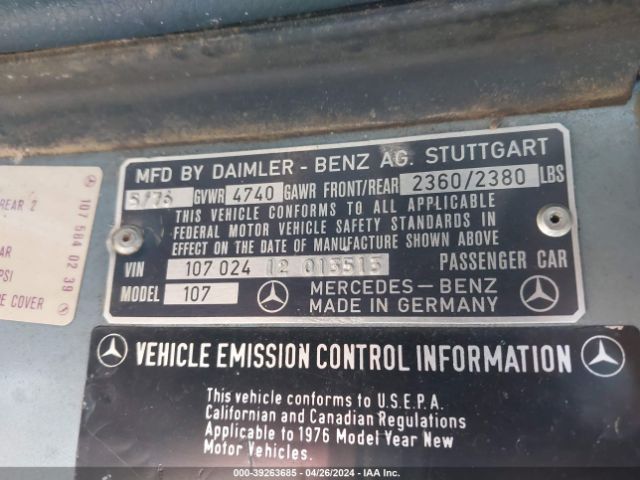 REAR 2
AR
PSI
E COVER
107 584 02 39
MFD BY DAIMLER - BENZ AG. STUTTGART
5/76 GVWR 4740 GAWR FRONT/REAR 2360/2380 LBS
THIS VEHICLE CONFORMS TO ALL APPLICABLE
FEDERAL MOTOR VEHICLE SAFETY STANDARDS IN
EFFECT ON THE DATE OF MANUFACTURE SHOWN ABOVE
VIN 107 024 12 013513 PASSENGER CAR
MODEL 107 MERCEDES-BENZ
MADE IN GERMANY
VEHICLE EMISSION CONTROL INFORMATION
This vehicle conforms to U.S.E.P.A.
Californian and Canadian Regulations
Applicable to 1976 Model Year New
Motor Vehicles.
000-39263685 - 04/26/2024 - IAA Inc.